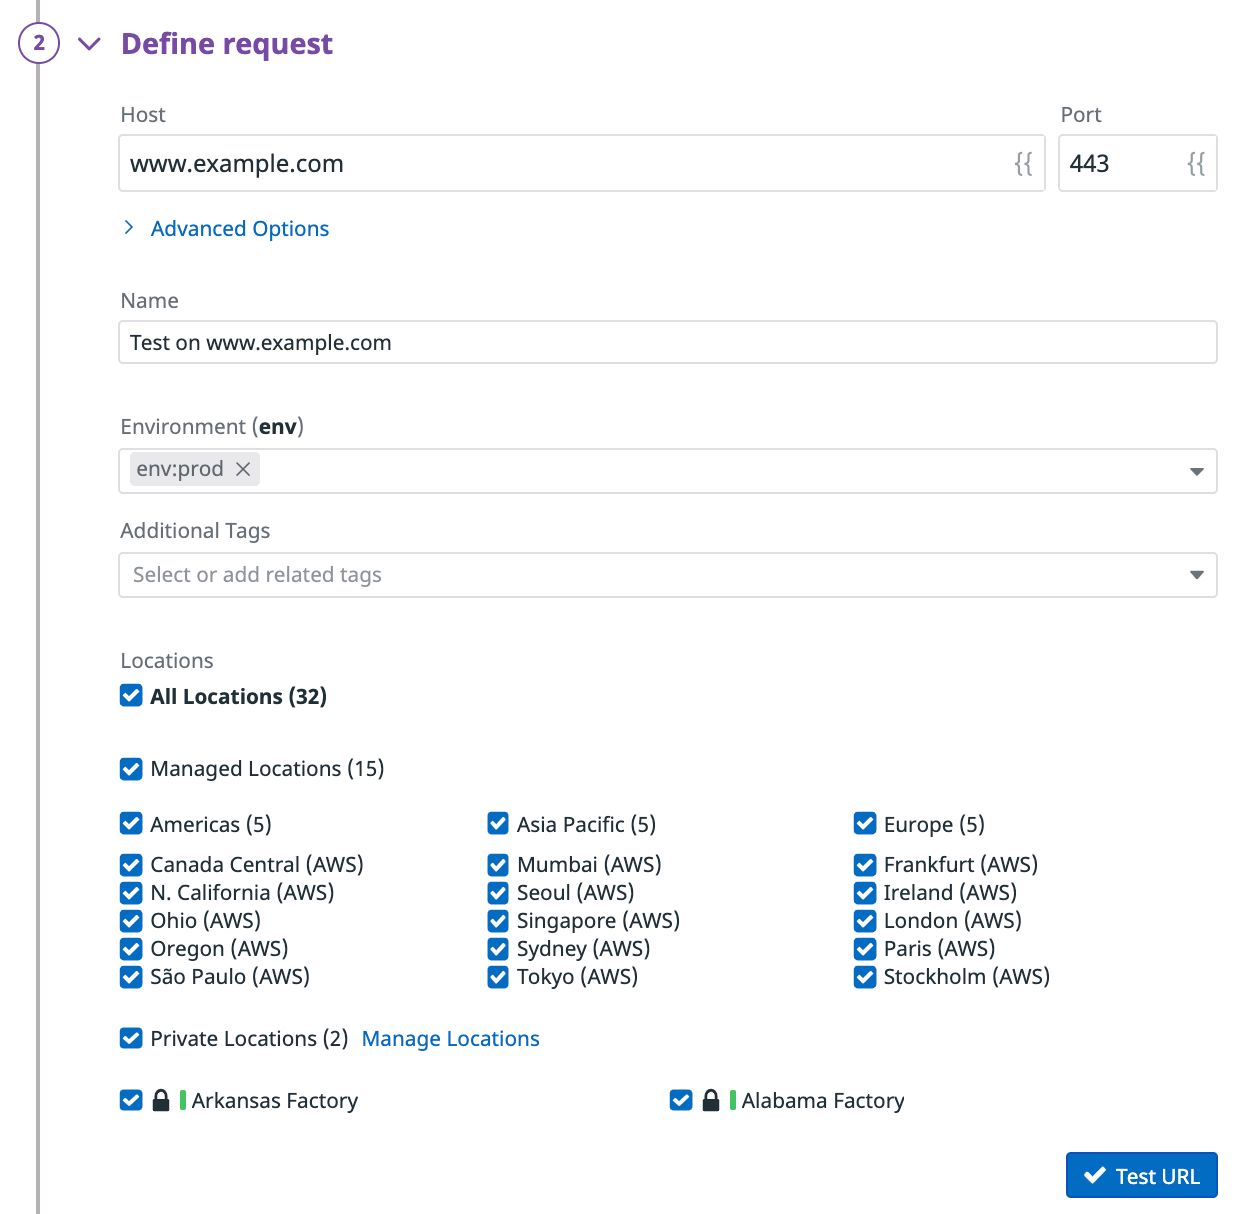 2 Define request
Host Port
www.example.com {{ 443 {{
Advanced Options
Name
Test on www.example.com
Environment (env)
env:prod
Additional Tags
Select or add related tags
Locations
All Locations (32)
Managed Locations (15)
Americas (5) Asia Pacific (5) Europe (5)
Canada Central (AWS) Mumbai (AWS) Frankfurt (AWS)
N. California (AWS) Seoul (AWS) Ireland (AWS)
Ohio (AWS) Singapore (AWS) London (AWS)
Oregon (AWS) Sydney (AWS) Paris (AWS)
São Paulo (AWS) Tokyo (AWS) Stockholm (AWS)
Private Locations (2) Manage Locations
Arkansas Factory Alabama Factory
Test URL